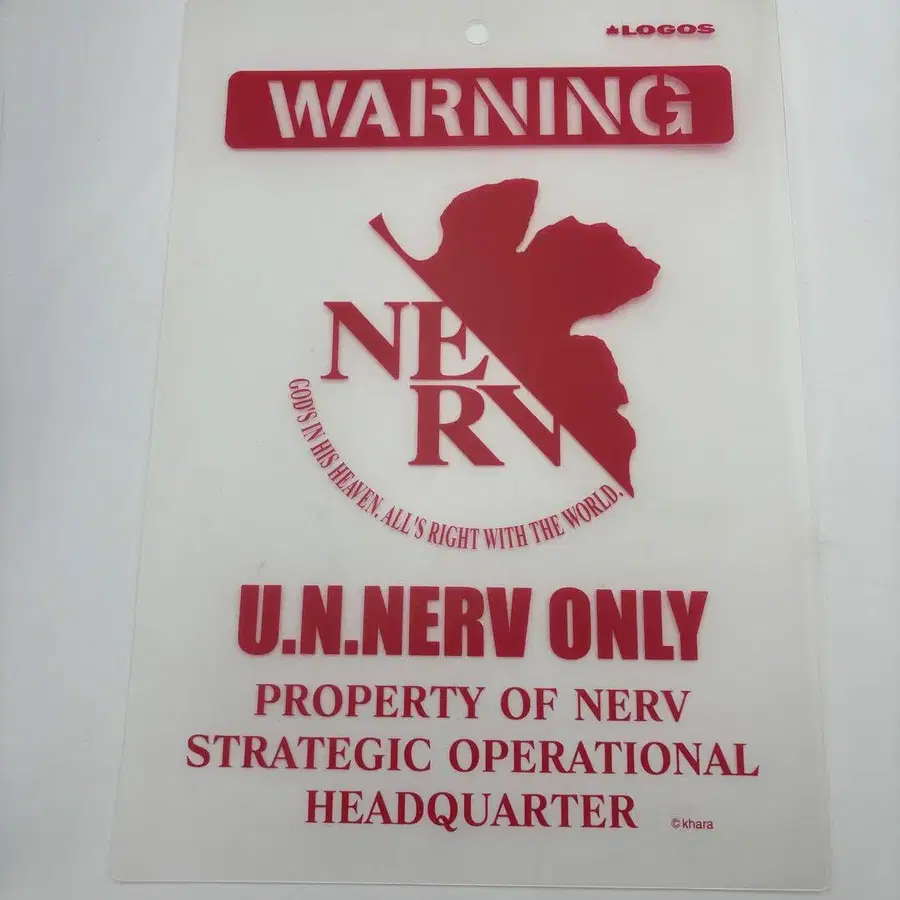 LOGOS
WARNING
NERV
GOD'S IN HIS HEAVEN. ALL'S RIGHT WITH THE WORLD.
U.N.NERV ONLY
PROPERTY OF NERV
STRATEGIC OPERATIONAL
HEADQUARTER
©khara